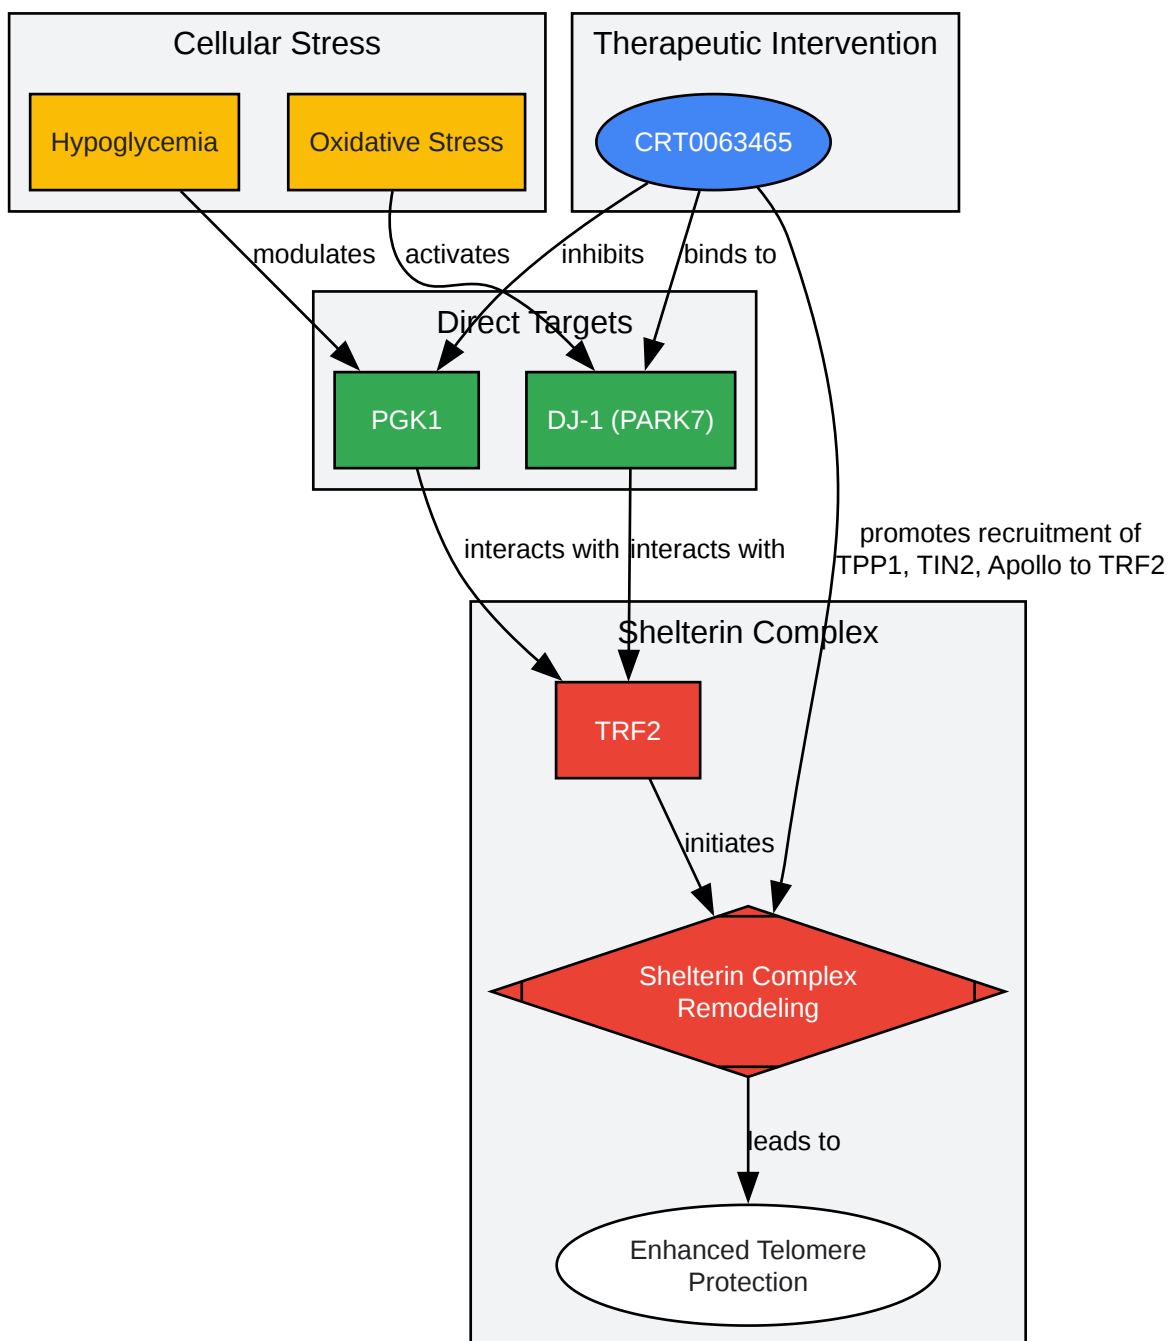 Cellular Stress
Therapeutic Intervention
Hypoglycemia
Oxidative Stress
CRT0063465
modulates
activates
inhibits
binds to
Direct Targets
PGK1
DJ-1 (PARK7)
interacts with
interacts with
promotes recruitment of
TPP1, TIN2, Apollo to TRF2
Shelterin Complex
TRF2
initiates
Shelterin Complex
Remodeling
leads to
Enhanced Telomere
Protection